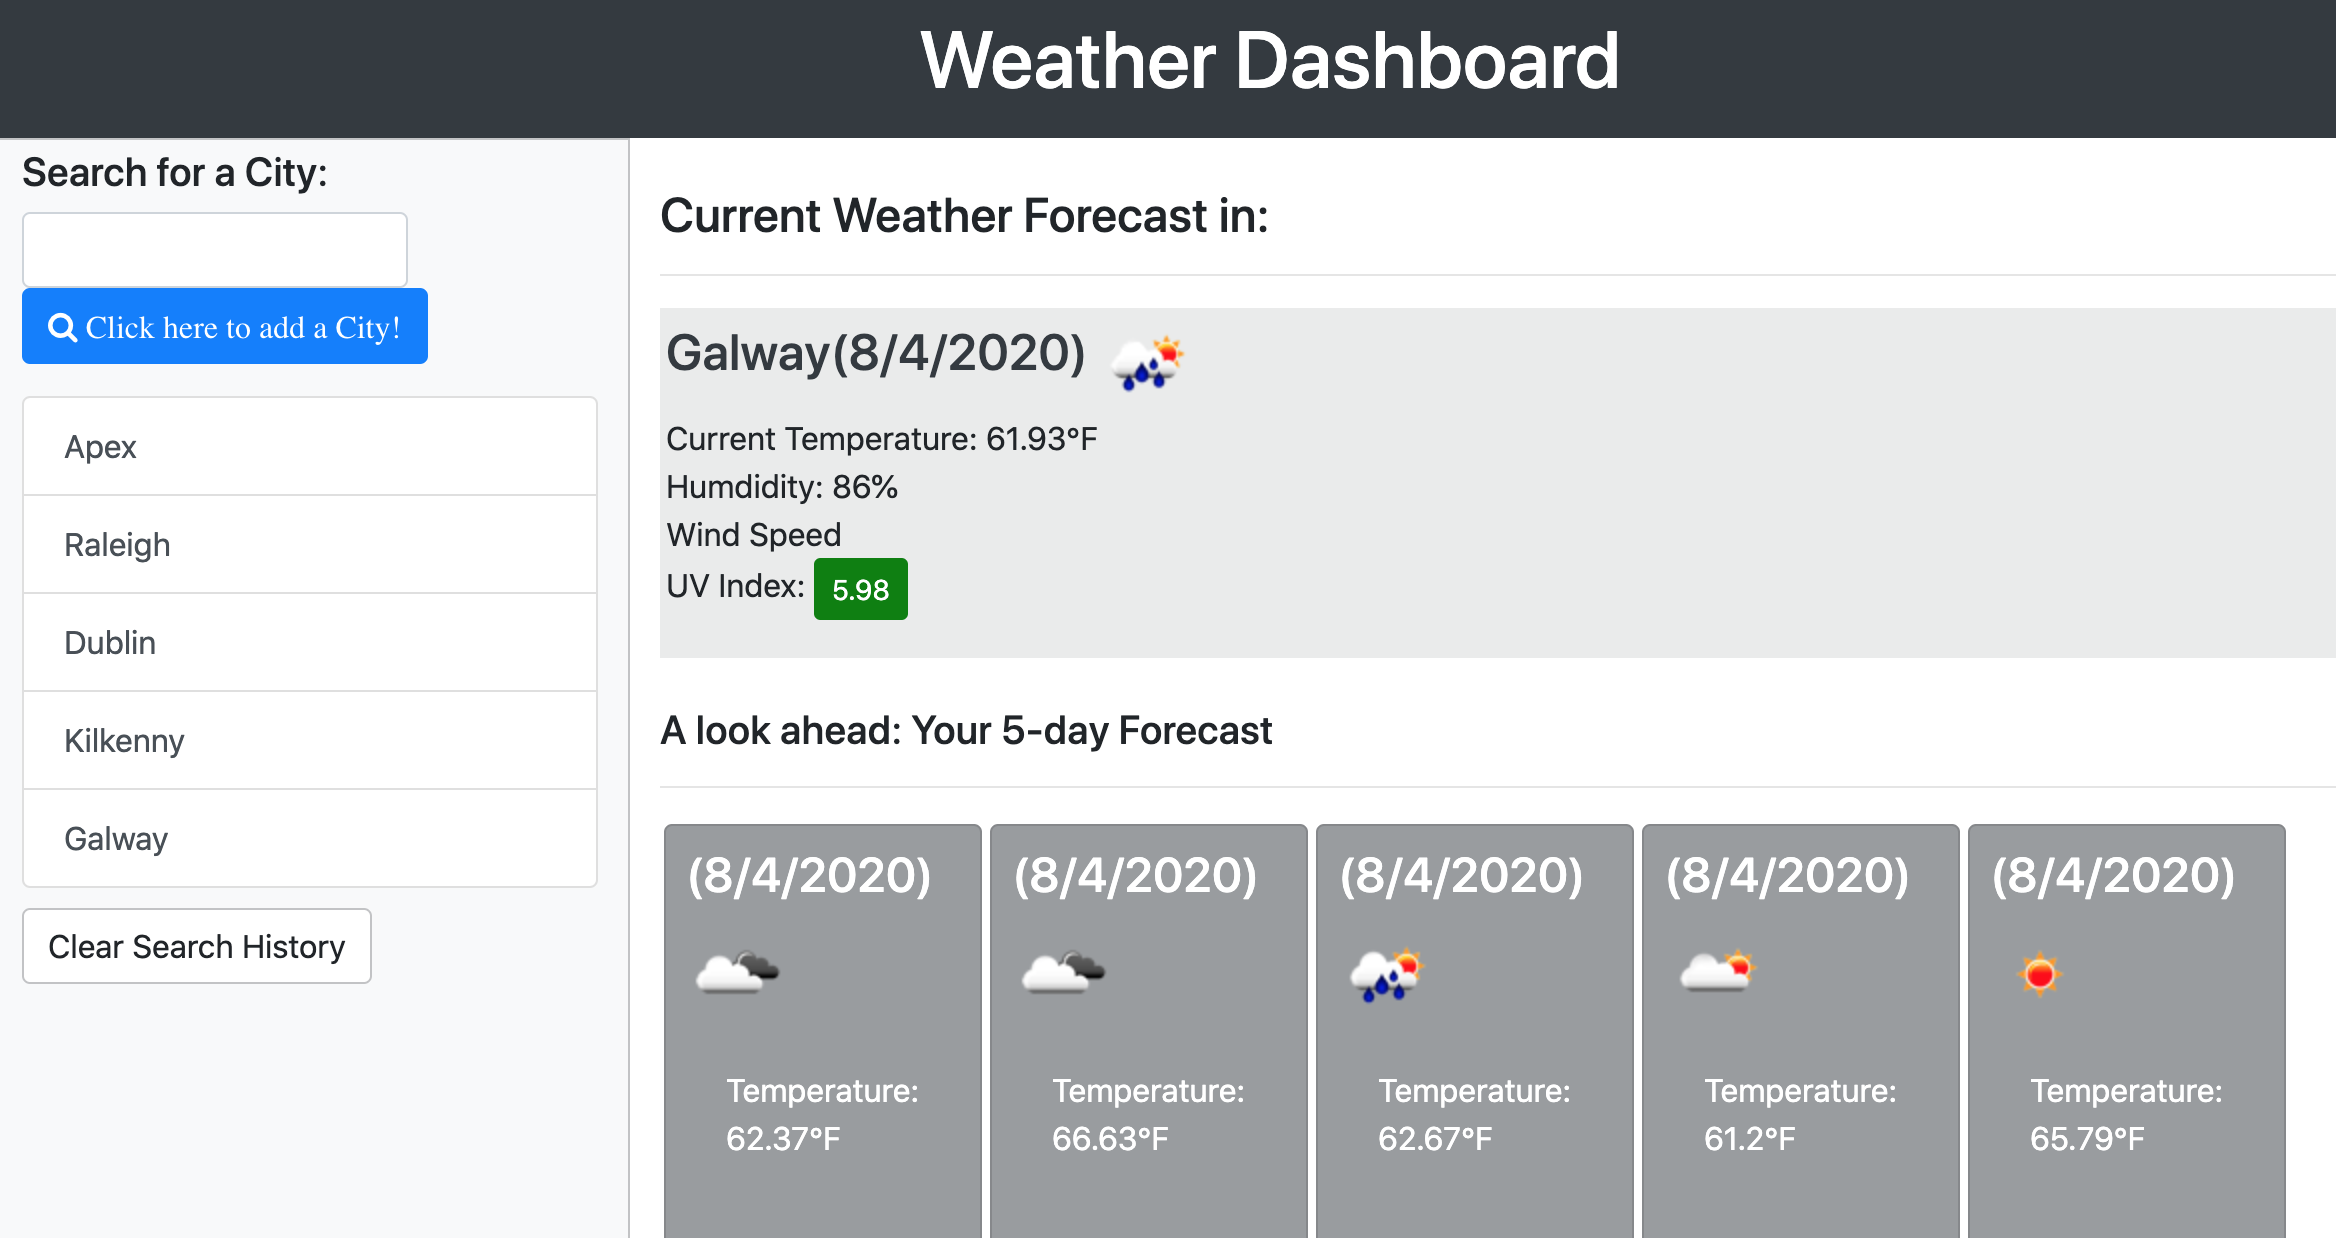 Weather Dashboard
Search for a City:
Click here to add a City!
Apex
Raleigh
Dublin
Kilkenny
Galway
Clear Search History
Current Weather Forecast in:
Galway(8/4/2020)
Current Temperature: 61.93°F
Humdidity: 86%
Wind Speed
UV Index: 5.98
A look ahead: Your 5-day Forecast
(8/4/2020)
Temperature:
62.37°F
(8/4/2020)
Temperature:
66.63°F
(8/4/2020)
Temperature:
62.67°F
(8/4/2020)
Temperature:
61.2°F
(8/4/2020)
Temperature:
65.79°F